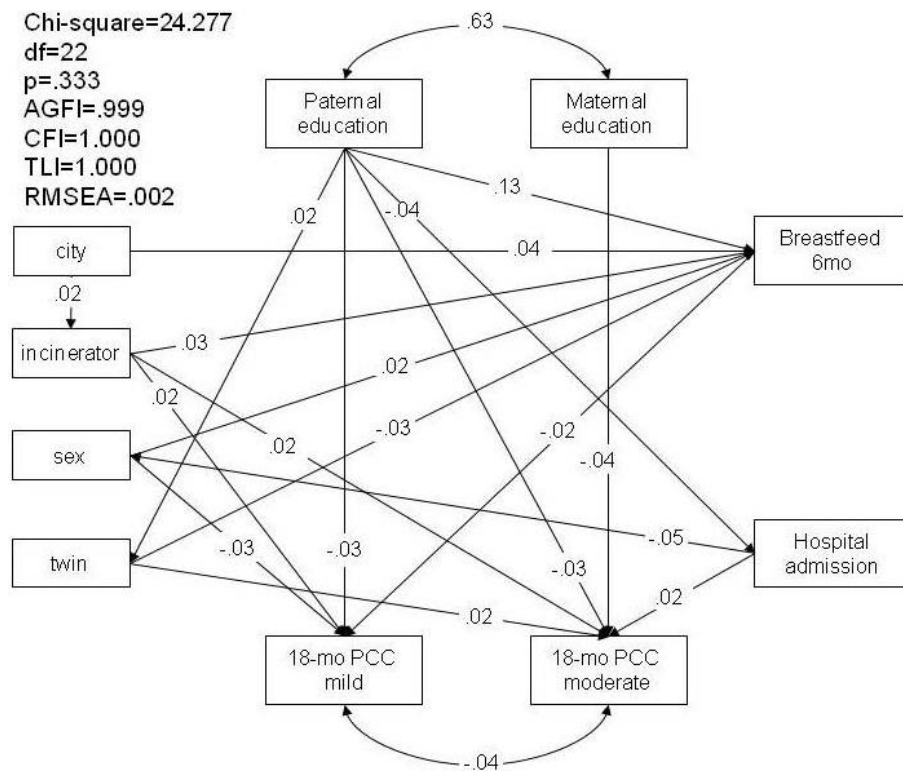 Chi-square=24.277
df=22
p=.333
AGFI=.999
CFI=1.000
TLI=1.000
RMSEA=.002
.63
Paternal
education
Maternal
education
.13
.02
-.04
city
.04
Breastfeed
6mo
.02
incinerator
.03
.02
.02
-.03
.02
-.02
-.04
sex
twin
-.03
-.03
-.03
-.05
Hospital
admission
.02
.02
18-mo PCC
mild
18-mo PCC
moderate
-.04